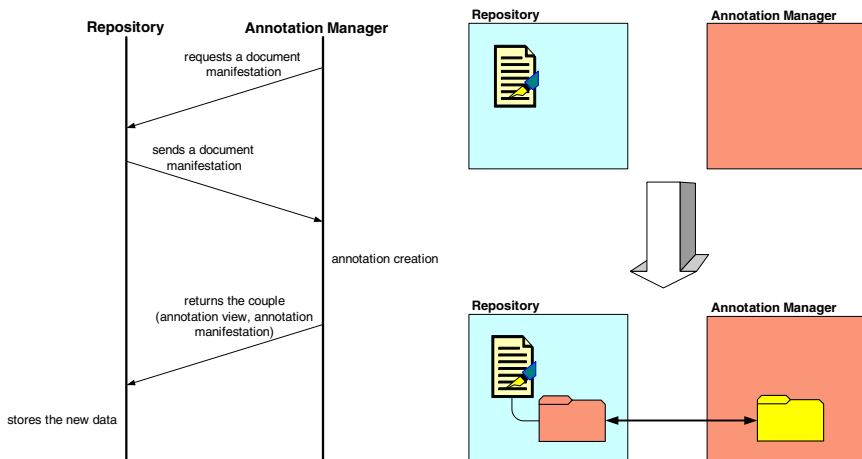 Repository
Annotation Manager
requests a document
manifestation
sends a document
manifestation
annotation creation
returns the couple
(annotation view, annotation
manifestation)
stores the new data
Repository
Annotation Manager
Repository
Annotation Manager